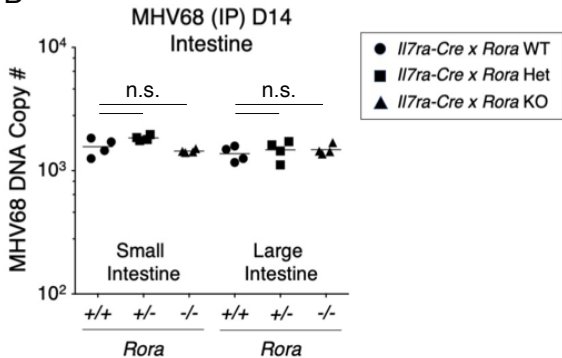 MHV68 (IP) D14
Intestine
MHV68 DNA Copy #
10⁴
10³
10²
n.s.
n.s.
Small
Intestine
Large
Intestine
+/+ +/- -/- +/+ +/- -/-
Rora Rora
Il7ra-Cre x Rora WT
Il7ra-Cre x Rora Het
Il7ra-Cre x Rora KO